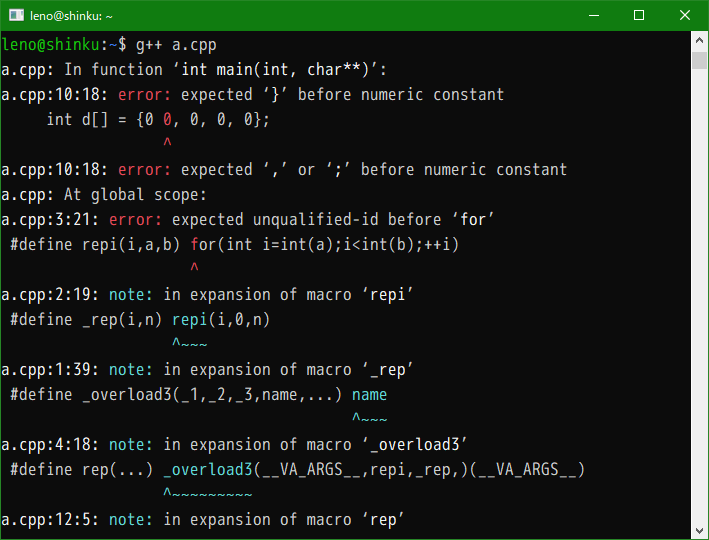 leno@shinku: ~
leno@shinku:~$ g++ a.cpp
a.cpp: In function ‘int main(int, char**)’:
a.cpp:10:18: error: expected ‘}’ before numeric constant
     int d[] = {0 0, 0, 0, 0};
                  ^
a.cpp:10:18: error: expected ‘,’ or ‘;’ before numeric constant
a.cpp: At global scope:
a.cpp:3:21: error: expected unqualified-id before ‘for’
 #define repi(i,a,b) for(int i=int(a);i<int(b);++i)
                     ^
a.cpp:2:19: note: in expansion of macro ‘repi’
 #define _rep(i,n) repi(i,0,n)
                   ^~~~
a.cpp:1:39: note: in expansion of macro ‘_rep’
 #define _overload3(_1,_2,_3,name,...) name
                                       ^~~~
a.cpp:4:18: note: in expansion of macro ‘_overload3’
 #define rep(...) _overload3(__VA_ARGS__,repi,_rep,)(__VA_ARGS__)
                  ^~~~~~~~~~
a.cpp:12:5: note: in expansion of macro ‘rep’